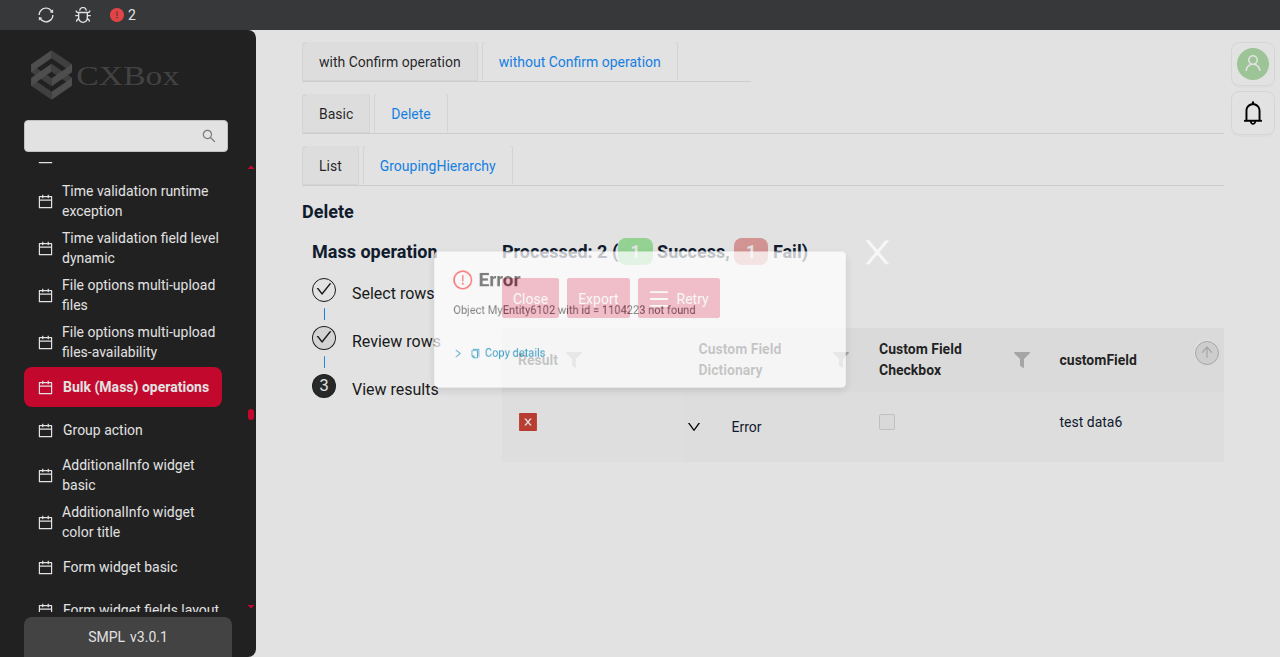 2
CXBox
Time validation runtime
exception
Time validation field level
dynamic
File options multi-upload
files
File options multi-upload
files-availability
Bulk (Mass) operations
Group action
AdditionalInfo widget
basic
AdditionalInfo widget
color title
Form widget basic
Form widget fields layout
SMPL v3.0.1
with Confirm operation
without Confirm operation
Basic
Delete
List
GroupingHierarchy
Delete
Mass operation
Select rows
Review rows
3
View results
Processed: 2 (1 Success, 1 Fail)
Close
Export
Retry
Error
Object MyEntity6102 with id = 1104223 not found
Copy details
Result
Custom Field
Dictionary
Custom Field
Checkbox
customField
Error
test data6